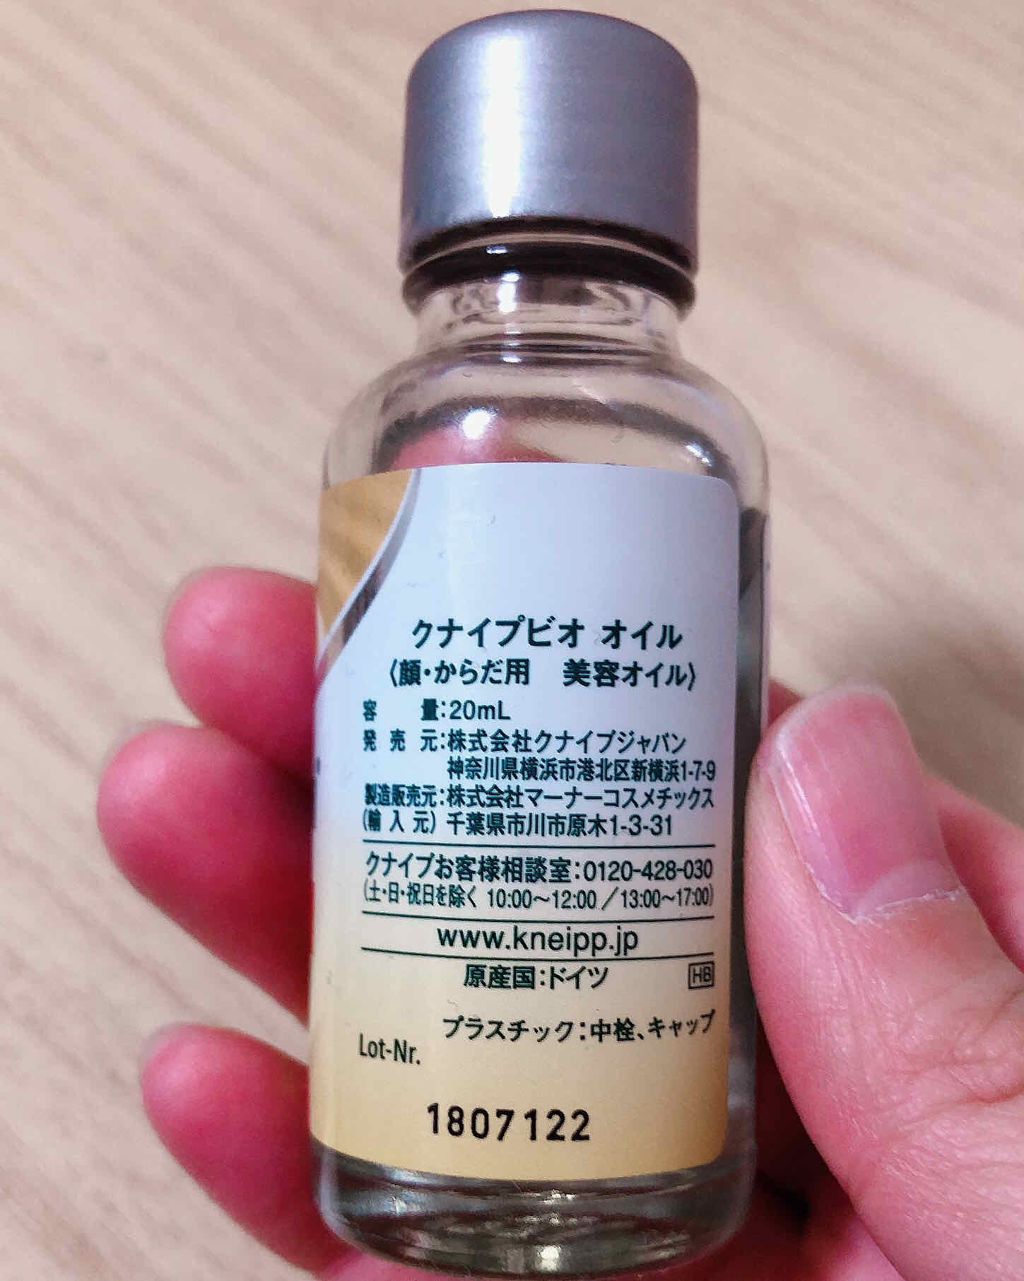 クナイプビオ オイル
〈顔・からだ用 美容オイル〉
容量:20mL
発売元:株式会社クナイプジャパン
神奈川県横浜市港北区新横浜1-7-9
製造販売元:株式会社マーナーコスメチックス
(輸入元) 千葉県市川市原木1-3-31
クナイプお客様相談室:0120-428-030
(土・日・祝日を除く 10:00〜12:00/13:00〜17:00)
www.kneipp.jp
原産国:ドイツ HB
プラスチック:中栓、キャップ
Lot-Nr.
1807122